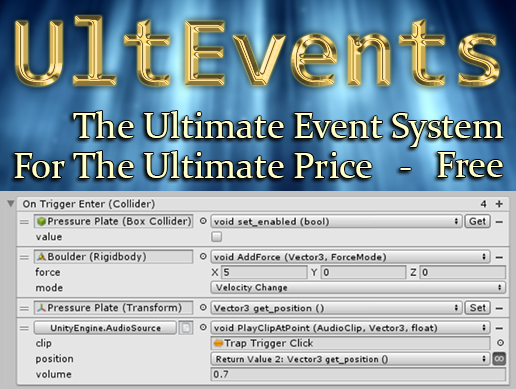 UltEvents
The Ultimate Event System
For The Ultimate Price - Free
On Trigger Enter (Collider) 4 +
Pressure Plate (Box Collider) void set_enabled (bool) Get −
value
Boulder (Rigidbody) void AddForce (Vector3, ForceMode) −
force X 5 Y 0 Z 0
mode Velocity Change
Pressure Plate (Transform) Vector3 get_position () Set −
UnityEngine.AudioSource void PlayClipAtPoint (AudioClip, Vector3, float) −
clip Trap Trigger Click
position Return Value 2: Vector3 get_position ()
volume 0.7